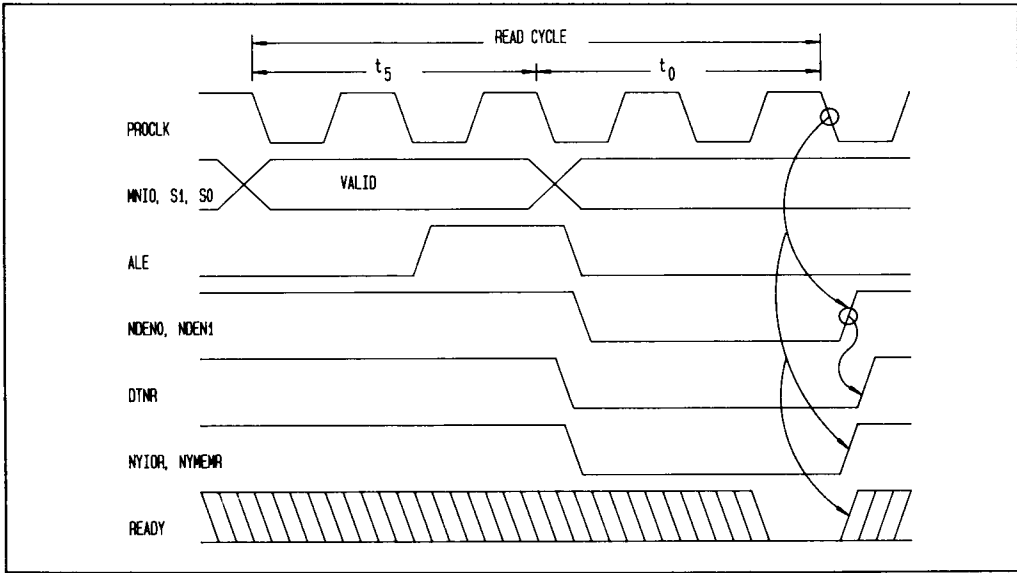 READ CYCLE
t5
t0
PROCLK
MNIO, S1, S0
VALID
ALE
NDEN0, NDEN1
DTNR
NYIOR, NYMEMR
READY